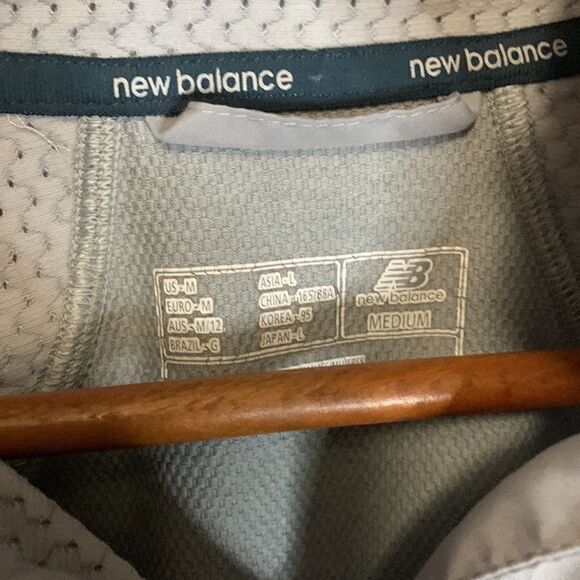 new balance new balance
US - M ASIA - L
EURO - M CHINA - 165/88A
AUS - M/12 KOREA - 95
BRAZIL - G JAPAN - L
NB
new balance
MEDIUM